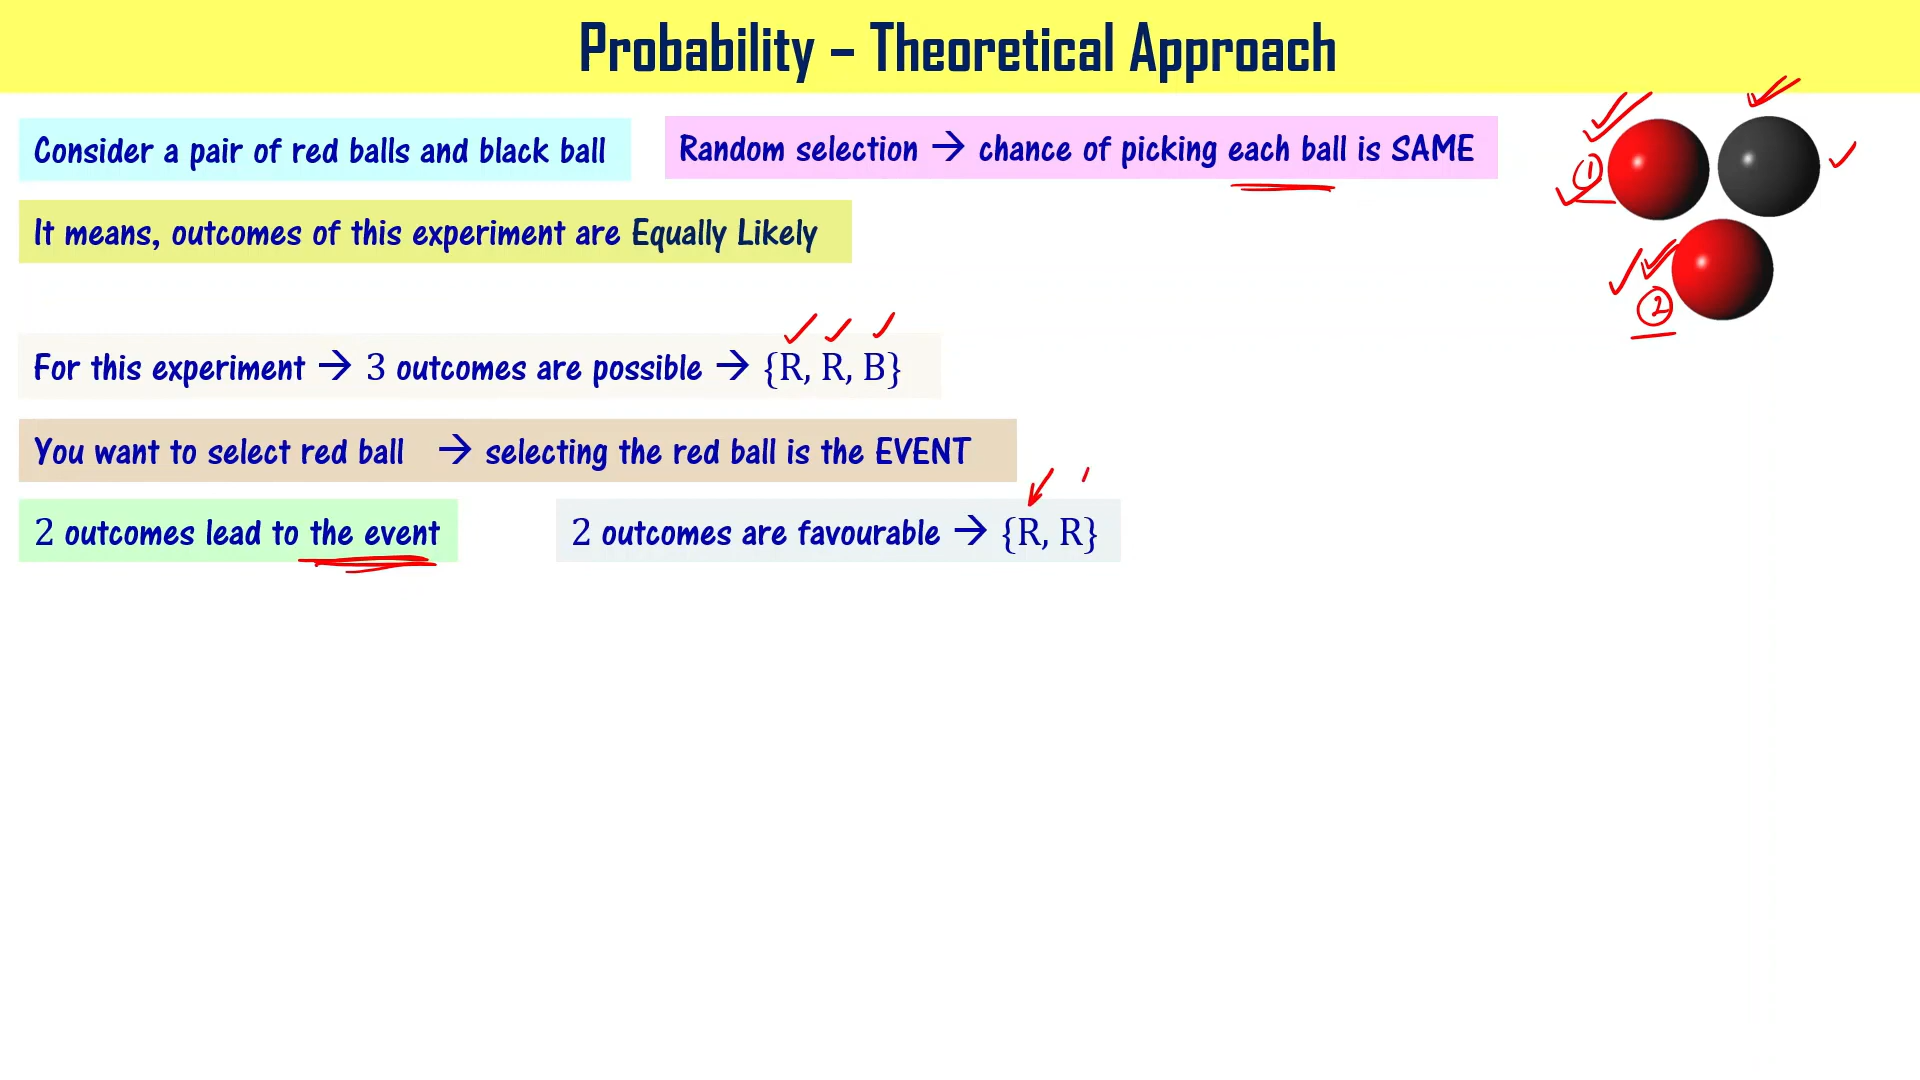 Probability – Theoretical Approach
Consider a pair of red balls and black ball
Random selection → chance of picking each ball is SAME
1
It means, outcomes of this experiment are Equally Likely
2
For this experiment → 3 outcomes are possible → {R, R, B}
You want to select red ball → selecting the red ball is the EVENT
2 outcomes lead to the event
2 outcomes are favourable → {R, R}